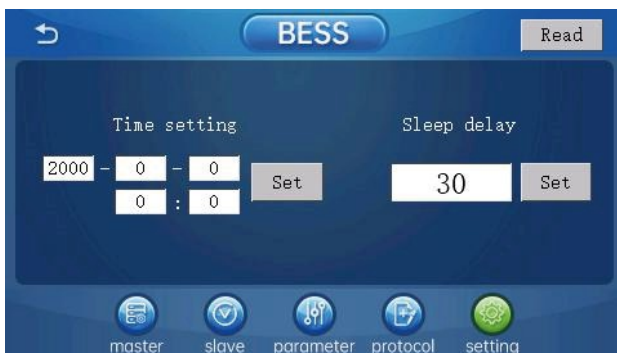 BESS
Read
Time setting
Sleep delay
2000 - 0 - 0
0 : 0
Set
30
Set
master slave parameter protocol setting